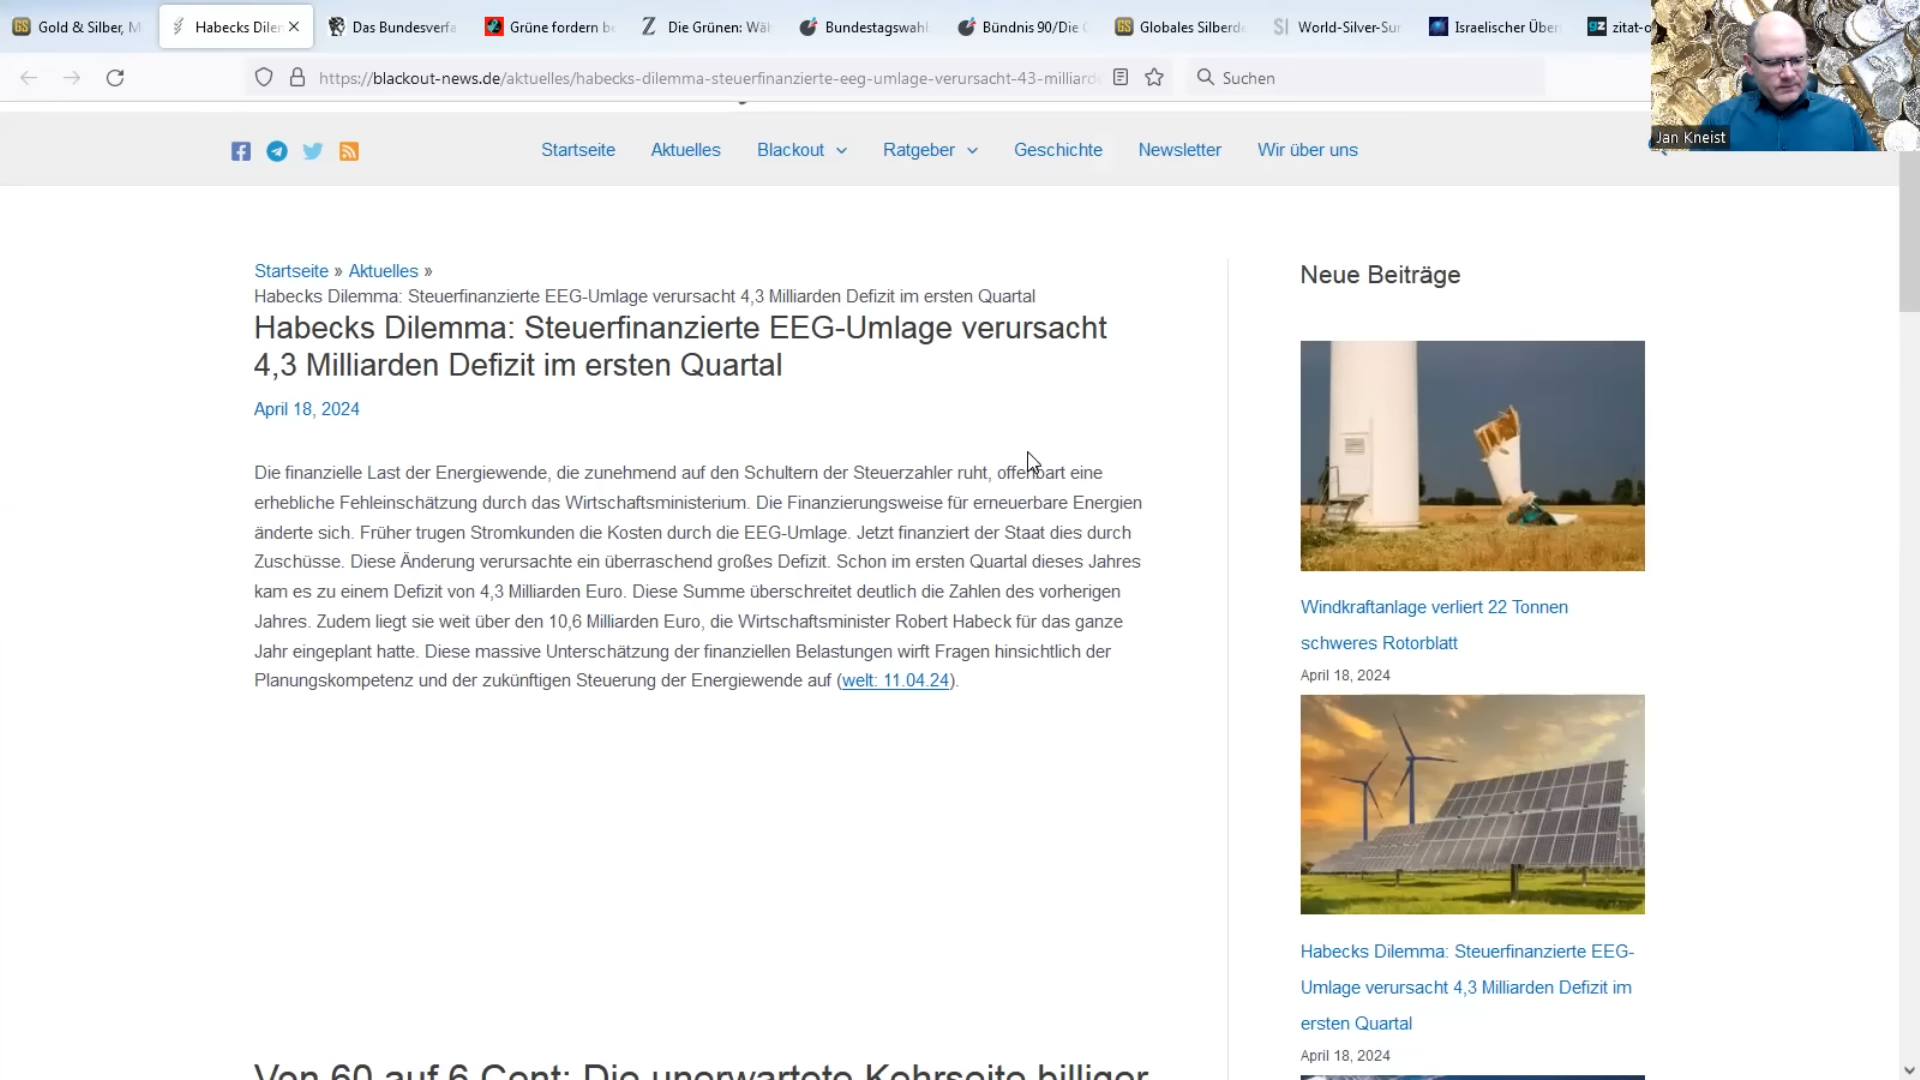 Gold & Silber, M
Habecks Dilem
Das Bundesverfa
Grüne fordern b
Die Grünen: Wäh
Bundestagswahl
Bündnis 90/Die G
Globales Silberde
World-Silver-Sur
Israelischer Über
zitat-o
https://blackout-news.de/aktuelles/habecks-dilemma-steuerfinanzierte-eeg-umlage-verursacht-43-milliard
Suchen
Jan Kneist
Startseite
Aktuelles
Blackout
Ratgeber
Geschichte
Newsletter
Wir über uns
Startseite » Aktuelles »
Habecks Dilemma: Steuerfinanzierte EEG-Umlage verursacht 4,3 Milliarden Defizit im ersten Quartal
Habecks Dilemma: Steuerfinanzierte EEG-Umlage verursacht
4,3 Milliarden Defizit im ersten Quartal
April 18, 2024
Die finanzielle Last der Energiewende, die zunehmend auf den Schultern der Steuerzahler ruht, offenbart eine
erhebliche Fehleinschätzung durch das Wirtschaftsministerium. Die Finanzierungsweise für erneuerbare Energien
änderte sich. Früher trugen Stromkunden die Kosten durch die EEG-Umlage. Jetzt finanziert der Staat dies durch
Zuschüsse. Diese Änderung verursachte ein überraschend großes Defizit. Schon im ersten Quartal dieses Jahres
kam es zu einem Defizit von 4,3 Milliarden Euro. Diese Summe überschreitet deutlich die Zahlen des vorherigen
Jahres. Zudem liegt sie weit über den 10,6 Milliarden Euro, die Wirtschaftsminister Robert Habeck für das ganze
Jahr eingeplant hatte. Diese massive Unterschätzung der finanziellen Belastungen wirft Fragen hinsichtlich der
Planungskompetenz und der zukünftigen Steuerung der Energiewende auf (welt: 11.04.24).
Von 60 auf 6 Cent: Die unerwartete Kehrseite billiger
Neue Beiträge
Windkraftanlage verliert 22 Tonnen
schweres Rotorblatt
April 18, 2024
Habecks Dilemma: Steuerfinanzierte EEG-
Umlage verursacht 4,3 Milliarden Defizit im
ersten Quartal
April 18, 2024